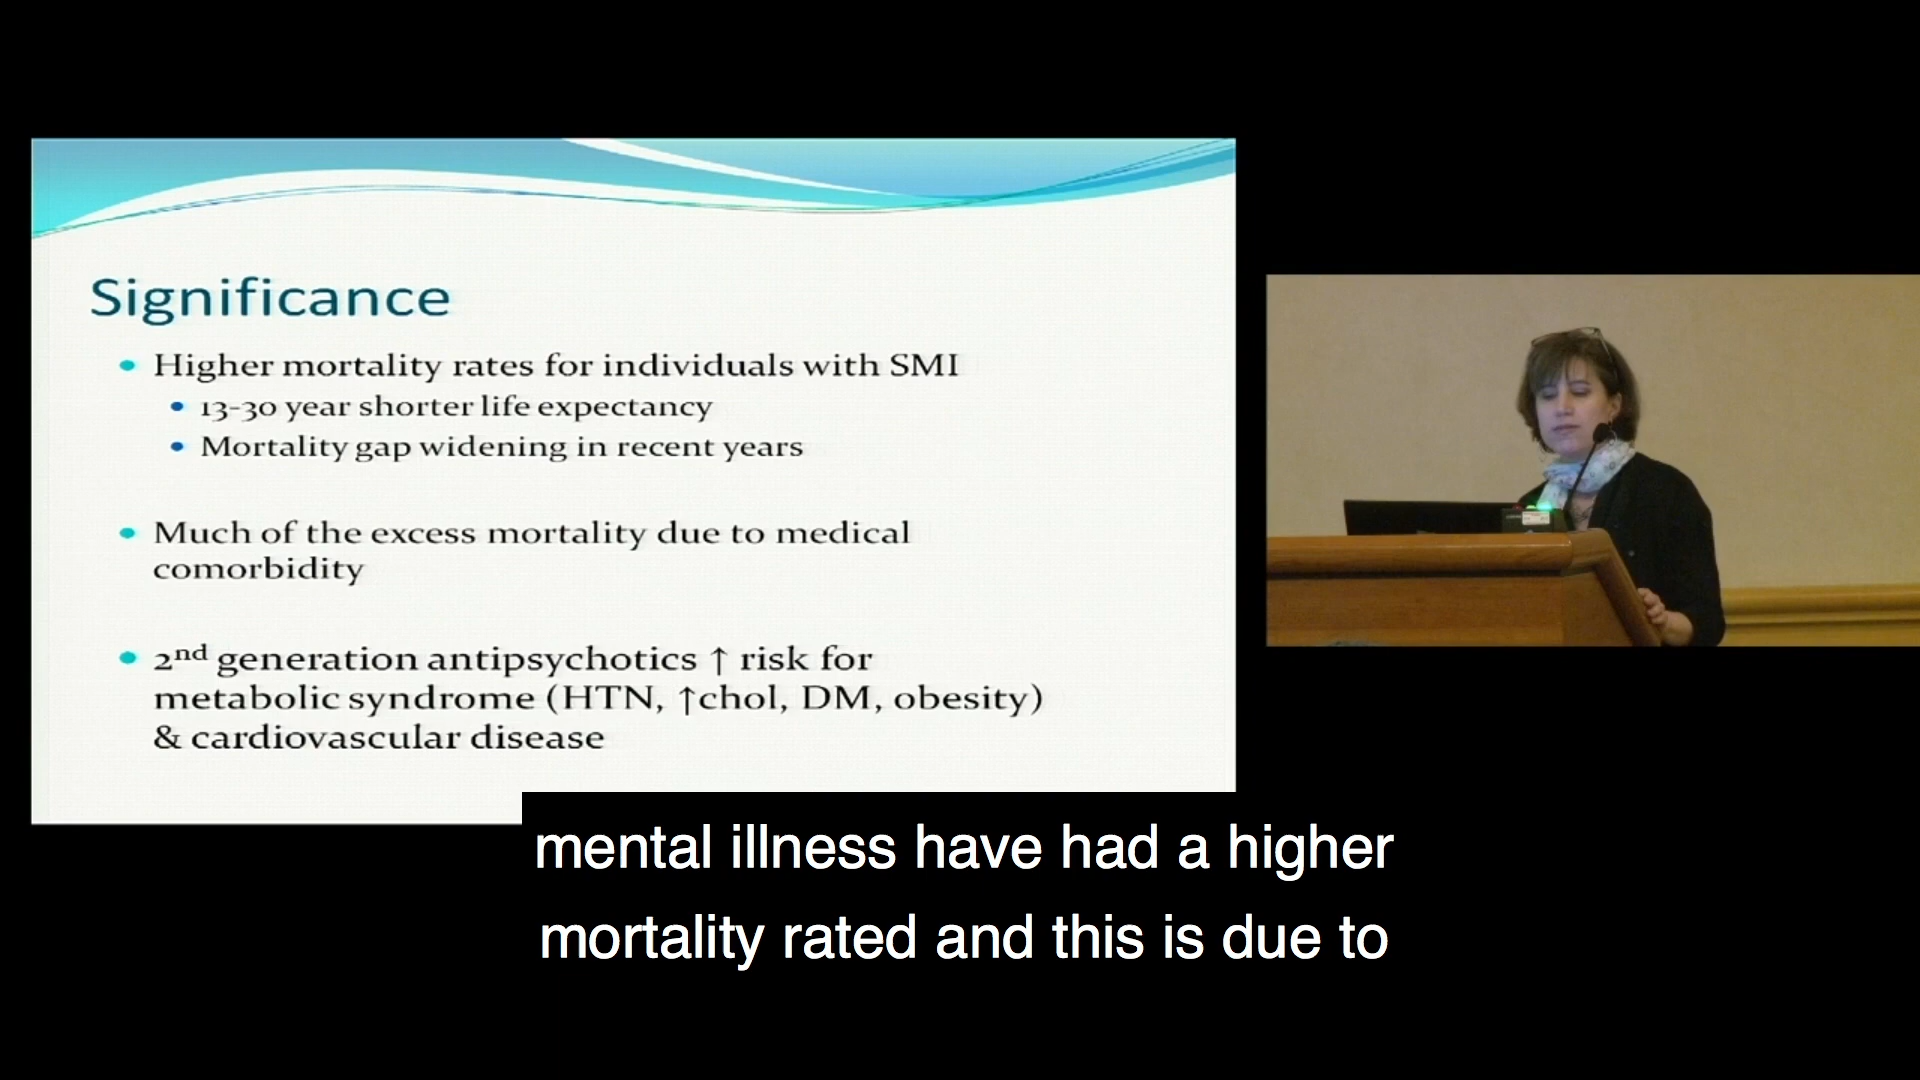 Significance
Higher mortality rates for individuals with SMI
13-30 year shorter life expectancy
Mortality gap widening in recent years
Much of the excess mortality due to medical
comorbidity
2nd generation antipsychotics ↑ risk for
metabolic syndrome (HTN, ↑chol, DM, obesity)
& cardiovascular disease
mental illness have had a higher
mortality rated and this is due to